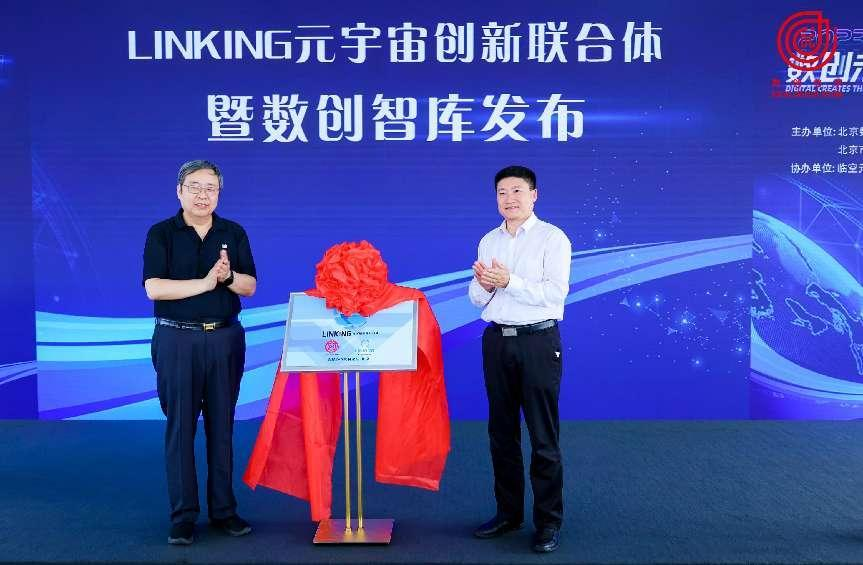 LINKING元宇宙创新联合体
暨数创智库发布
数创未
DIGITAL CREATES TH
主办单位: 北京
北京市
协办单位: 临空元
LINKING